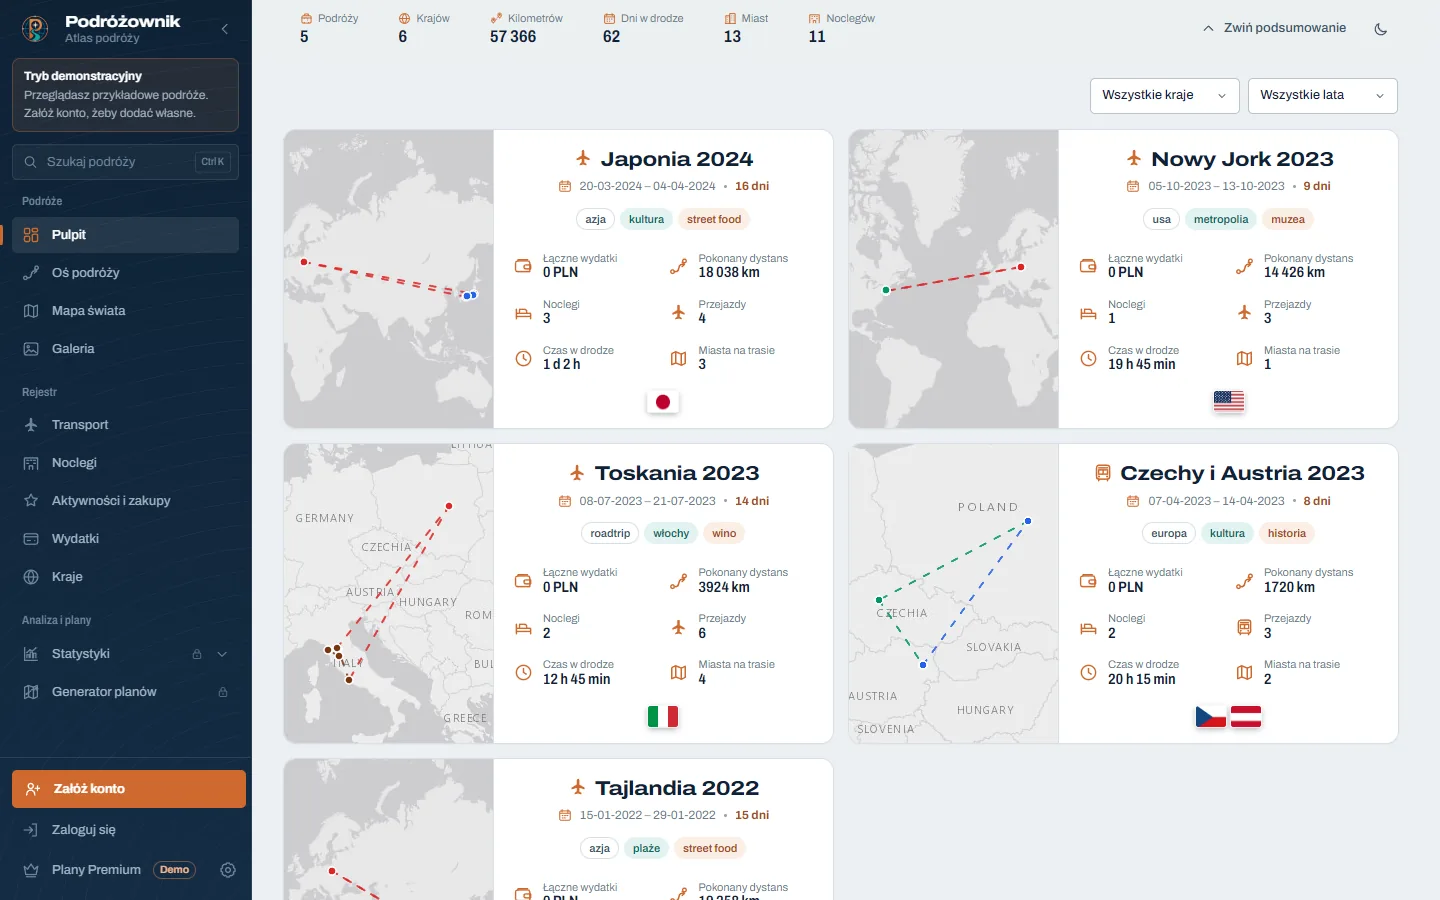 Podróżownik
Atlas podróży
Tryb demonstracyjny
Przeglądasz przykładowe podróże.
Załóż konto, żeby dodać własne.
Szukaj podróży
Ctrl K
Podróże
Pulpit
Oś podróży
Mapa świata
Galeria
Rejestr
Transport
Noclegi
Aktywności i zakupy
Wydatki
Kraje
Analiza i plany
Statystyki
Generator planów
Załóż konto
Zaloguj się
Plany Premium
Demo
Podróży
5
Krajów
6
Kilometrów
57 366
Dni w drodze
62
Miast
13
Noclegów
11
Zwiń podsumowanie
Wszystkie kraje
Wszystkie lata
Japonia 2024
20-03-2024 – 04-04-2024 • 16 dni
azja kultura street food
Łączne wydatki
0 PLN
Pokonany dystans
18 038 km
Noclegi
3
Przejazdy
4
Czas w drodze
1 d 2 h
Miasta na trasie
3
Nowy Jork 2023
05-10-2023 – 13-10-2023 • 9 dni
usa metropolia muzea
Łączne wydatki
0 PLN
Pokonany dystans
14 426 km
Noclegi
1
Przejazdy
3
Czas w drodze
19 h 45 min
Miasta na trasie
1
GERMANY
CZECHIA
AUSTRIA
HUNGARY
ROM
ITALY
BUL
GREECE
Toskania 2023
08-07-2023 – 21-07-2023 • 14 dni
roadtrip włochy wino
Łączne wydatki
0 PLN
Pokonany dystans
3924 km
Noclegi
2
Przejazdy
6
Czas w drodze
12 h 45 min
Miasta na trasie
4
POLAND
CZECHIA
SLOVAKIA
AUSTRIA
HUNGARY
SLOVENIA
Czechy i Austria 2023
07-04-2023 – 14-04-2023 • 8 dni
europa kultura historia
Łączne wydatki
0 PLN
Pokonany dystans
1720 km
Noclegi
2
Przejazdy
3
Czas w drodze
20 h 15 min
Miasta na trasie
2
Tajlandia 2022
15-01-2022 – 29-01-2022 • 15 dni
azja plaże street food
Łączne wydatki
0 PLN
Pokonany dystans
19 258 km